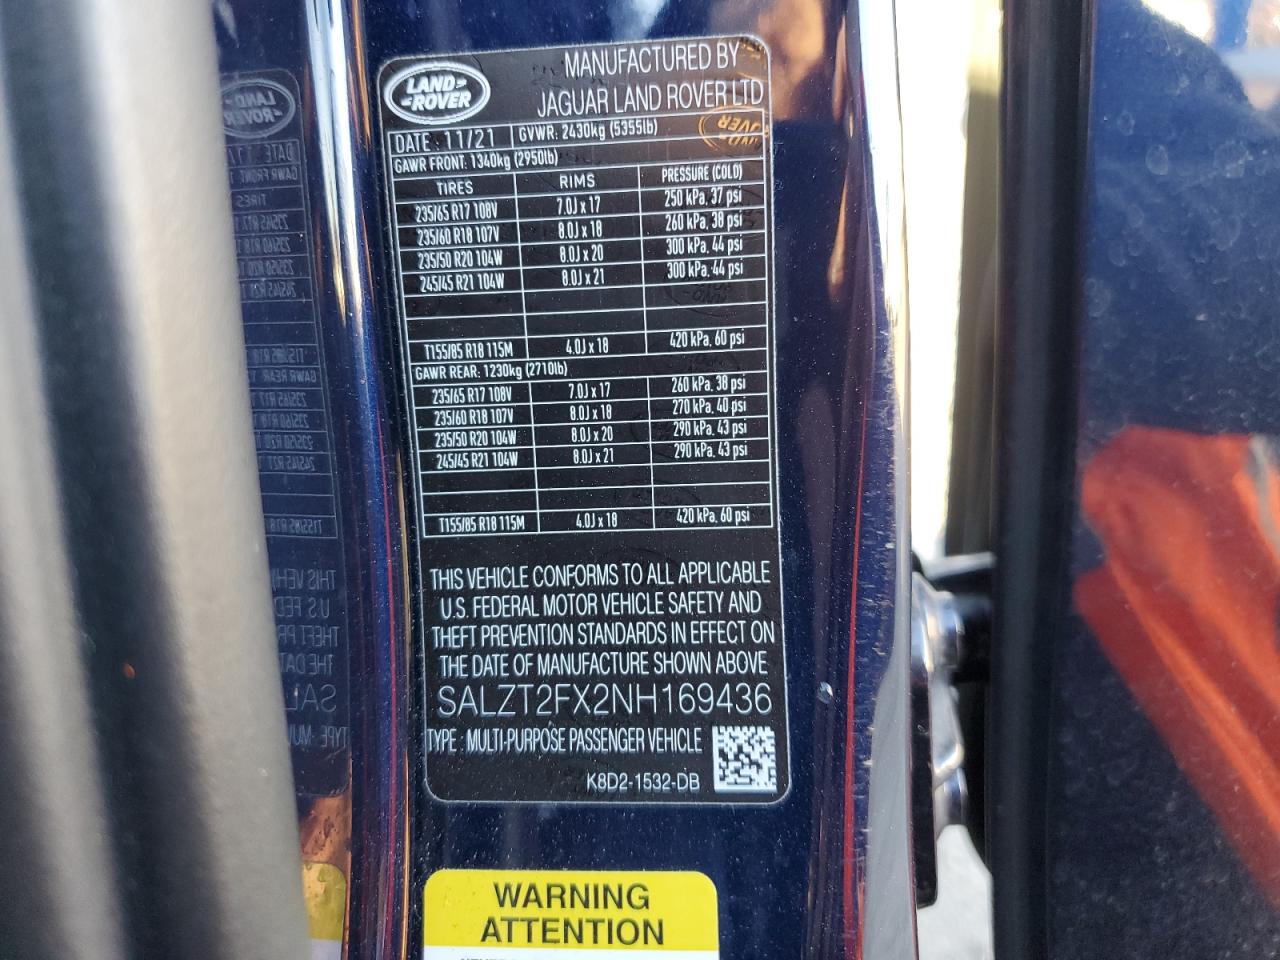 LAND-
-ROVER
MANUFACTURED BY
JAGUAR LAND ROVER LTD
DATE : 11/21 GVWR: 2430kg (5355lb)
GAWR FRONT: 1340kg (2950lb)
TIRES RIMS PRESSURE (COLD)
235/65 R17 108V 7.0J x 17 250 kPa, 37 psi
235/60 R18 107V 8.0J x 18 260 kPa, 38 psi
235/50 R20 104W 8.0J x 20 300 kPa, 44 psi
245/45 R21 104W 8.0J x 21 300 kPa, 44 psi
T155/85 R18 115M 4.0J x 18 420 kPa, 60 psi
GAWR REAR: 1230kg (2710lb)
235/65 R17 108V 7.0J x 17 260 kPa, 38 psi
235/60 R18 107V 8.0J x 18 270 kPa, 40 psi
235/50 R20 104W 8.0J x 20 290 kPa, 43 psi
245/45 R21 104W 8.0J x 21 290 kPa, 43 psi
T155/85 R18 115M 4.0J x 18 420 kPa, 60 psi
THIS VEHICLE CONFORMS TO ALL APPLICABLE
U.S. FEDERAL MOTOR VEHICLE SAFETY AND
THEFT PREVENTION STANDARDS IN EFFECT ON
THE DATE OF MANUFACTURE SHOWN ABOVE
SALZT2FX2NH169436
TYPE : MULTI-PURPOSE PASSENGER VEHICLE
K8D2-1532-DB
WARNING
ATTENTION